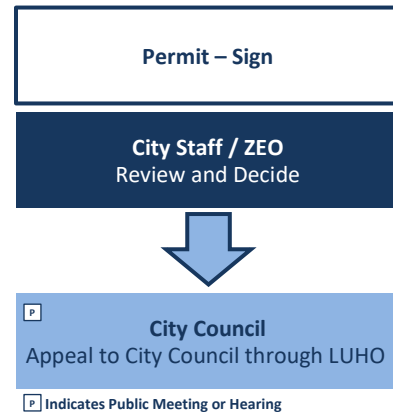 Permit – Sign
City Staff / ZEO
Review and Decide
P
City Council
Appeal to City Council through LUHO
P Indicates Public Meeting or Hearing